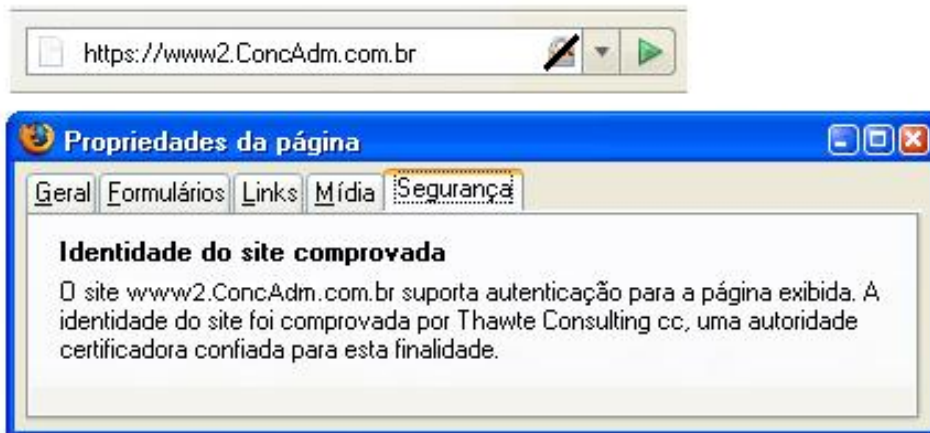 https://www2.ConcAdm.com.br
Propriedades da página
Geral Formulários Links Mídia Segurança
Identidade do site comprovada
O site www2.ConcAdm.com.br suporta autenticação para a página exibida. A
identidade do site foi comprovada por Thawte Consulting cc, uma autoridade
certificadora confiada para esta finalidade.